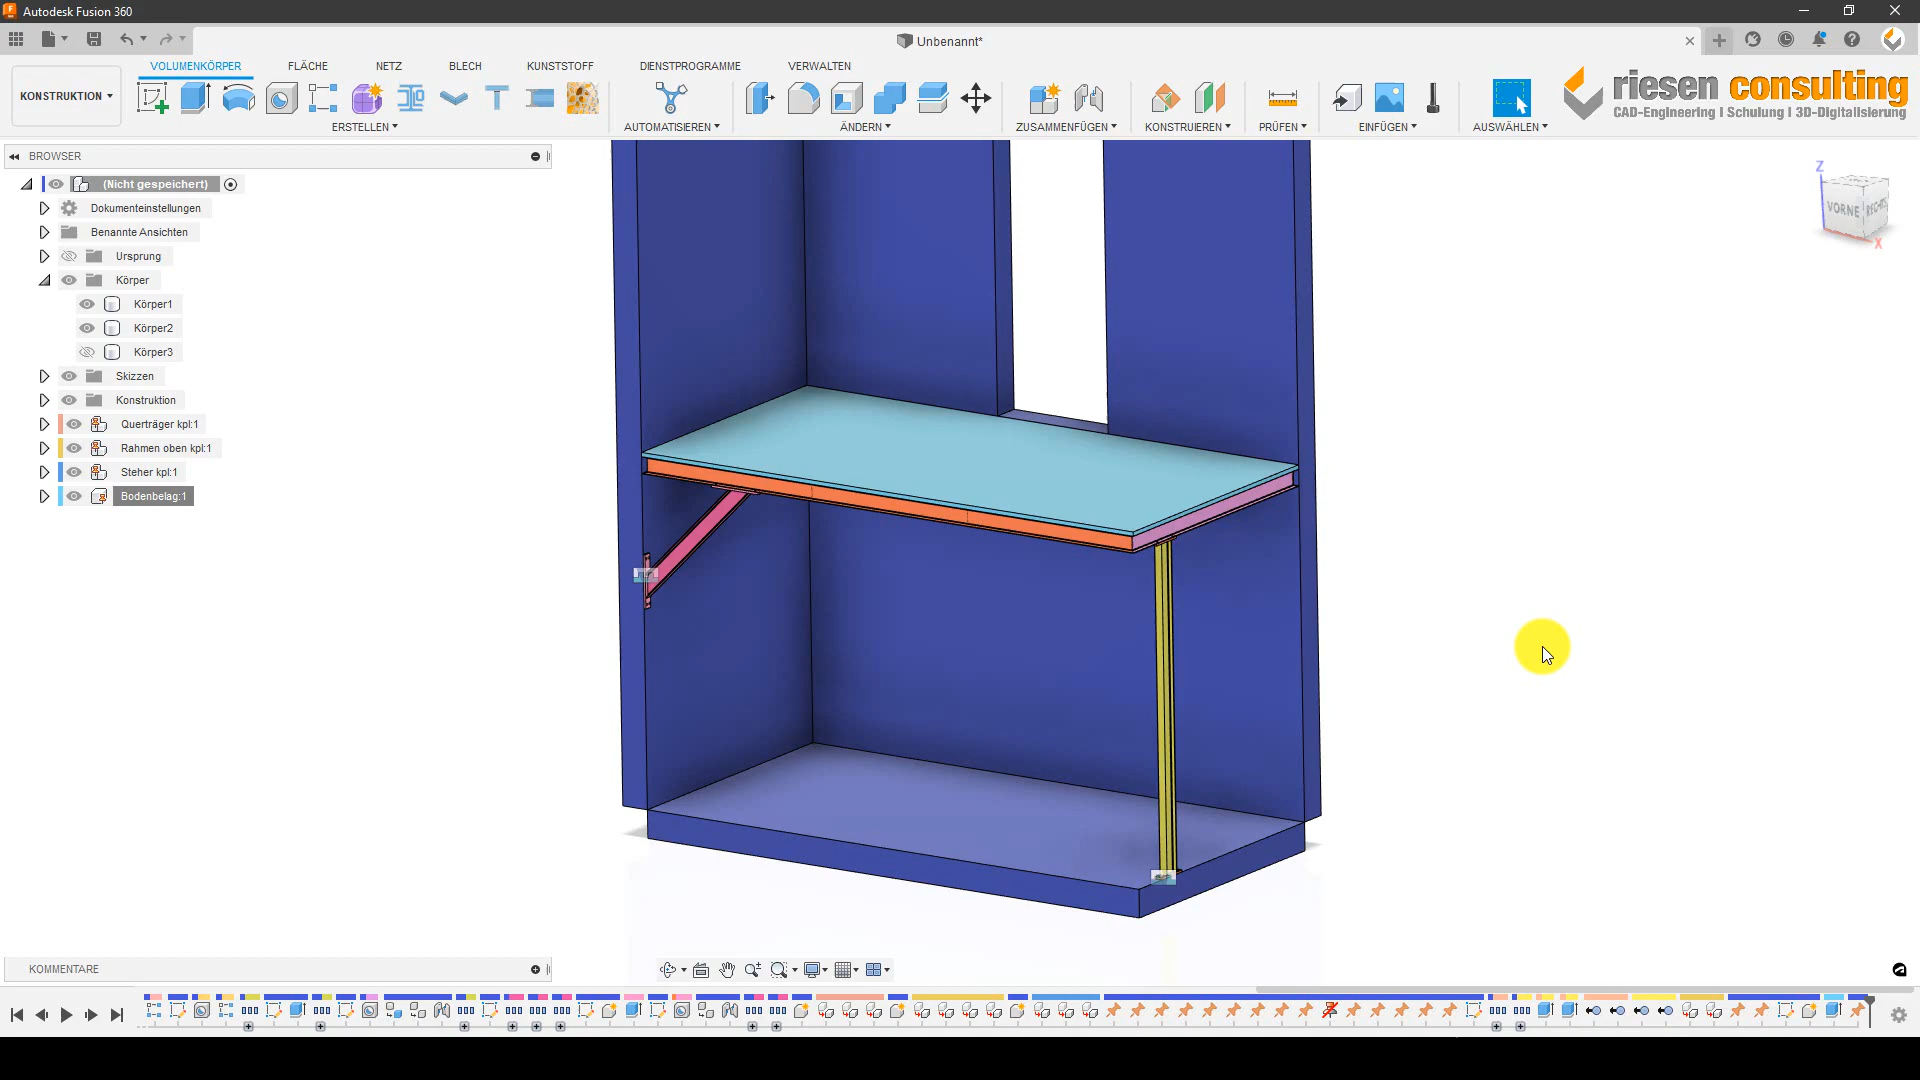 Autodesk Fusion 360
Unbenannt*
VOLUMENKÖRPER FLÄCHE NETZ BLECH KUNSTSTOFF DIENSTPROGRAMME VERWALTEN
KONSTRUKTION
ERSTELLEN AUTOMATISIEREN ÄNDERN ZUSAMMENFÜGEN KONSTRUIEREN PRÜFEN EINFÜGEN AUSWÄHLEN
riesen consulting
CAD-Engineering I Schulung I 3D-Digitalisierung
BROWSER
(Nicht gespeichert)
Dokumenteinstellungen
Benannte Ansichten
Ursprung
Körper
Körper1
Körper2
Körper3
Skizzen
Konstruktion
Querträger kpl:1
Rahmen oben kpl:1
Steher kpl:1
Bodenbelag:1
Z
VORNE RECHTS
X
KOMMENTARE